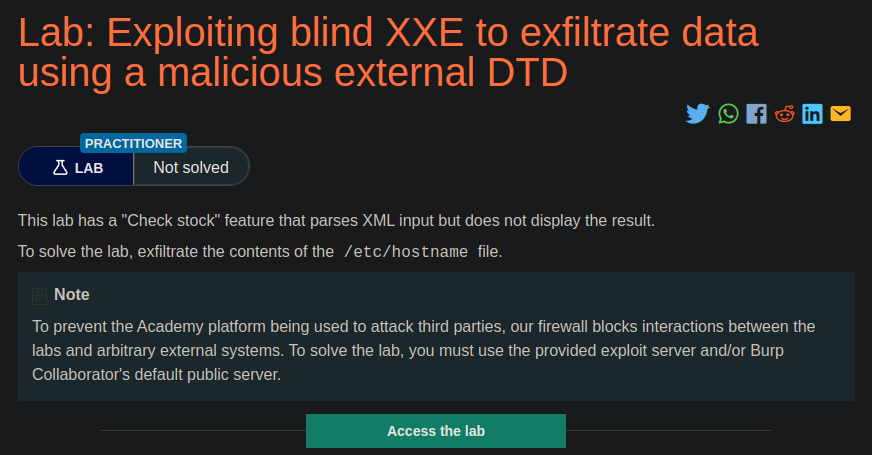 Lab: Exploiting blind XXE to exfiltrate data
using a malicious external DTD
PRACTITIONER
LAB
Not solved
This lab has a "Check stock" feature that parses XML input but does not display the result.
To solve the lab, exfiltrate the contents of the /etc/hostname file.
Note
To prevent the Academy platform being used to attack third parties, our firewall blocks interactions between the
labs and arbitrary external systems. To solve the lab, you must use the provided exploit server and/or Burp
Collaborator's default public server.
Access the lab